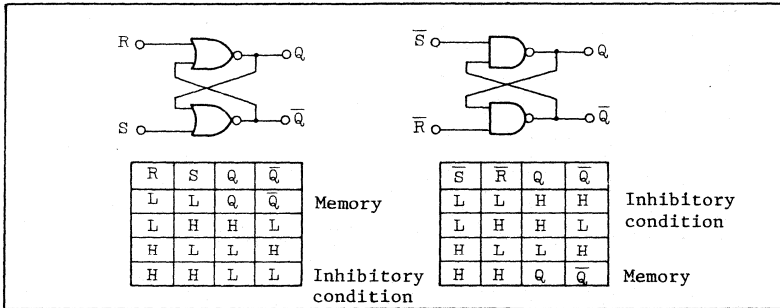 R Q
S Q̅
R S Q Q̅
L L Q Q̅ Memory
L H H L
H L L H
H H L L Inhibitory condition
S̅ Q
R̅ Q̅
S̅ R̅ Q Q̅
L L H H Inhibitory condition
L H H L
H L L H
H H Q Q̅ Memory